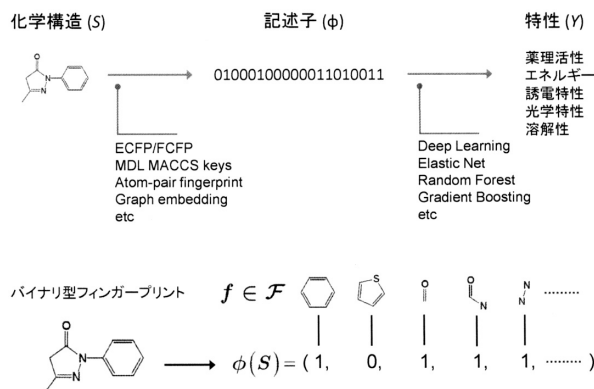 化学構造 (S)
記述子 (ϕ)
特性 (Y)
O
N
N
01000100000011010011
薬理活性
エネルギー
誘電特性
光学特性
溶解性
ECFP/FCFP
MDL MACCS keys
Atom-pair fingerprint
Graph embedding
etc
Deep Learning
Elastic Net
Random Forest
Gradient Boosting
etc
バイナリ型フィンガープリント
f ∈ 𝓕
S
O
O
N
N
N
.........
O
N
N
ϕ(S) = ( 1, 0, 1, 1, 1, ......... )